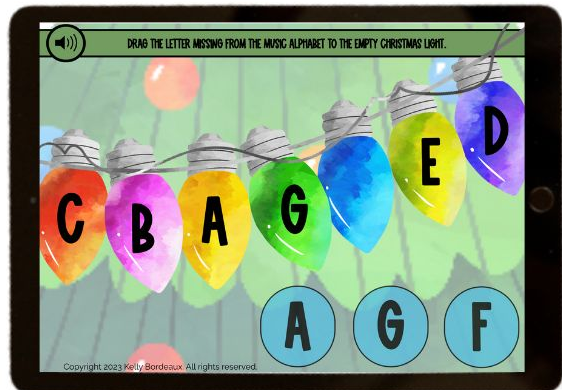 DRAG THE LETTER MISSING FROM THE MUSIC ALPHABET TO THE EMPTY CHRISTMAS LIGHT.
C B A G E D
A G F
Copyright 2023 Kelly Bordeaux. All rights reserved.